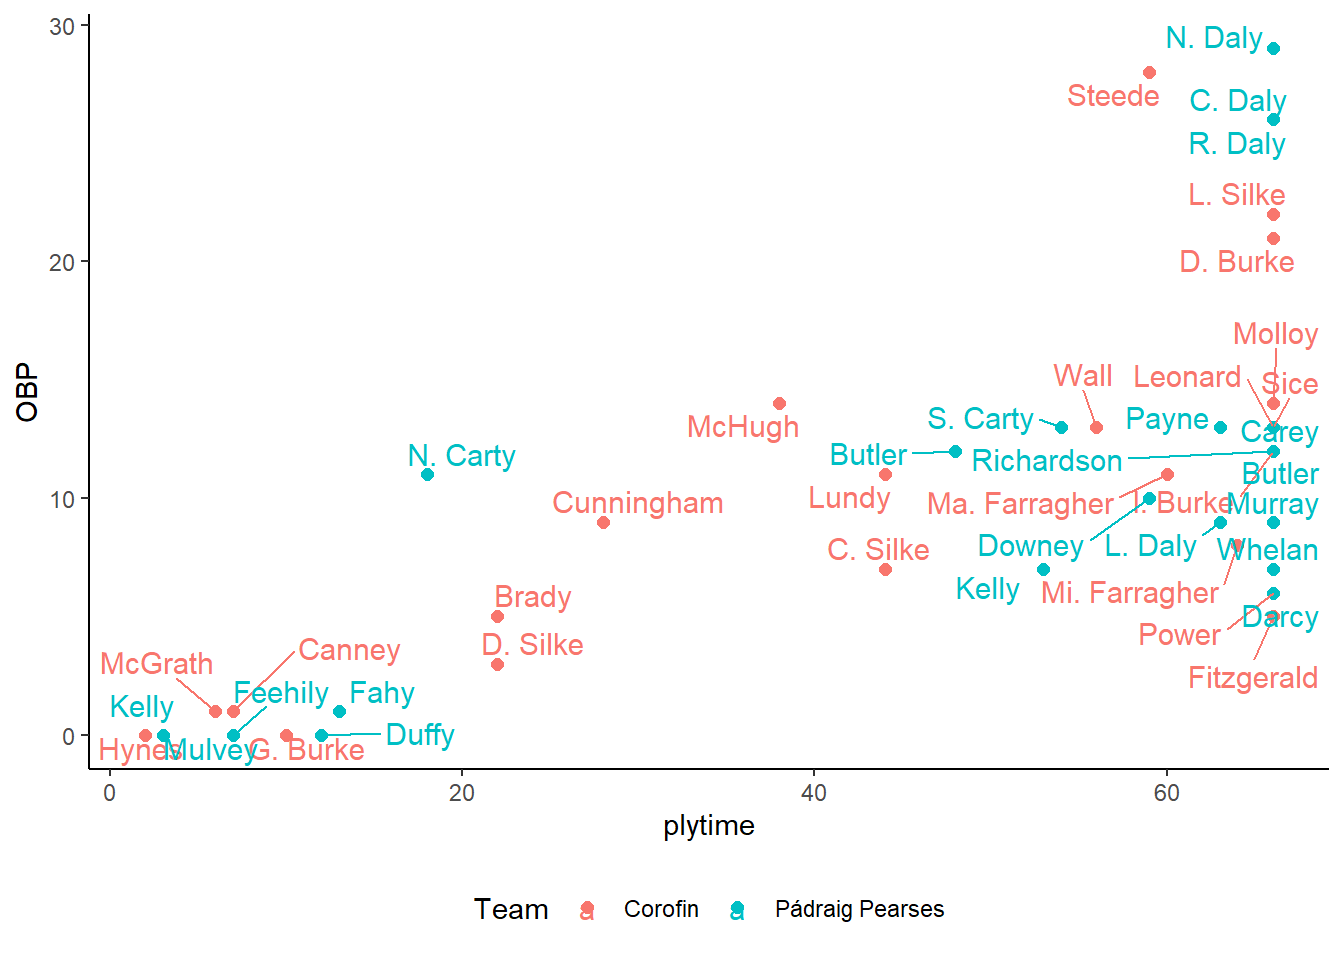 30
N. Daly
Steede
C. Daly
R. Daly
L. Silke
20
D. Burke
Molloy
Wall
Leonard
Sice
OBP
McHugh
S. Carty
Payne
Carey
N. Carty
Butler
Richardson
Butler
10
Cunningham
Lundy
Ma. Farragher
Burke
Murray
C. Silke
Downey
L. Daly
Whelan
Kelly
Mi. Farragher
Brady
D. Silke
Power
Darcy
McGrath
Canney
Fitzgerald
Kelly
Feehily
Fahy
0
Hynes
Mulvey
G. Burke
Duffy
0
20
40
60
plytime
Team
a
Corofin
a
Pádraig Pearses